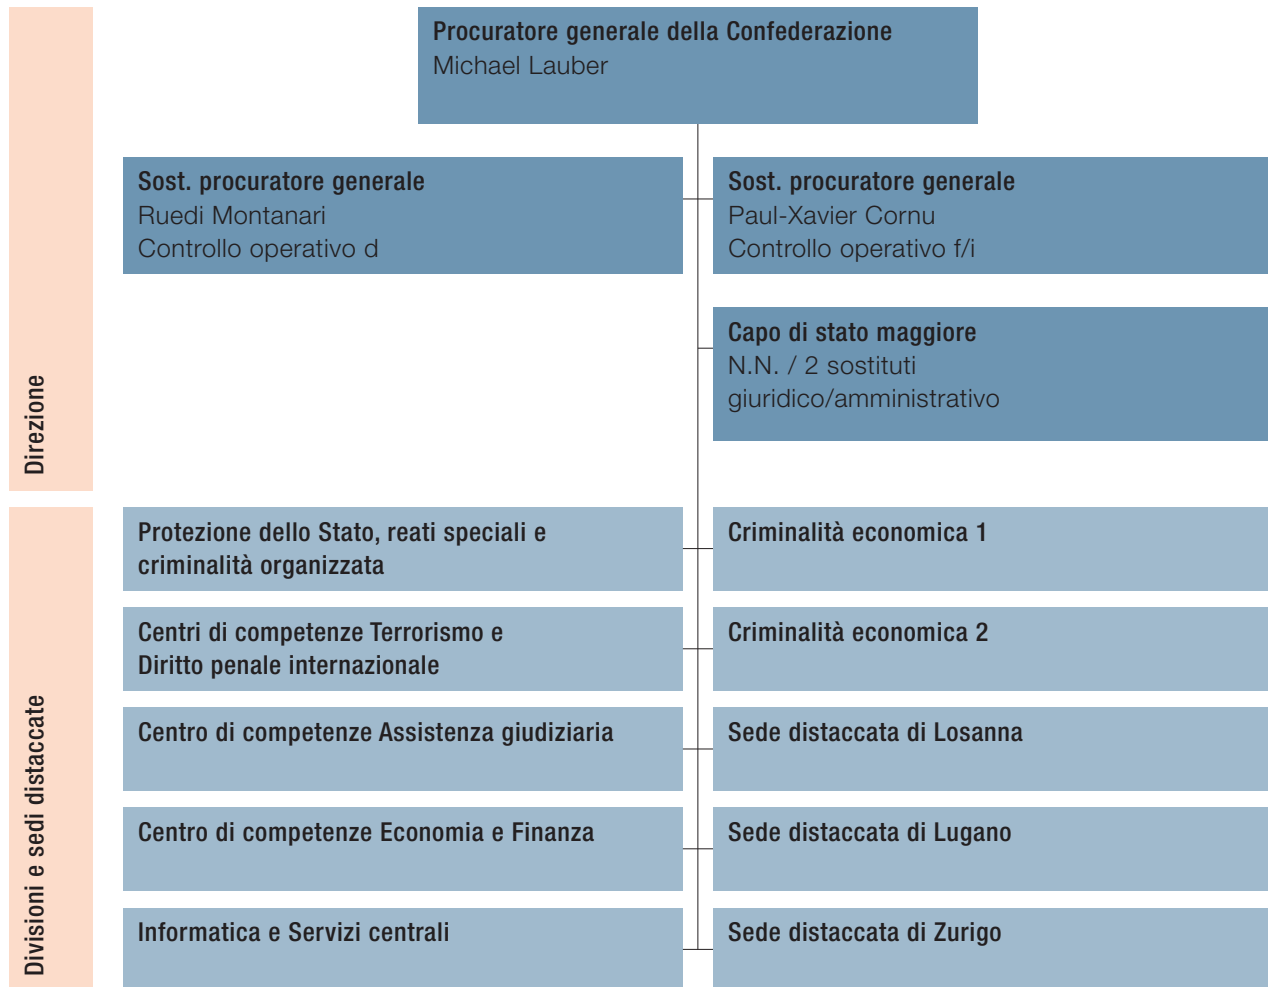 Procuratore generale della Confederazione
Michael Lauber
Sost. procuratore generale
Ruedi Montanari
Controllo operativo d
Sost. procuratore generale
Paul-Xavier Cornu
Controllo operativo f/i
Capo di stato maggiore
N.N. / 2 sostituti
giuridico/amministrativo
Direzione
Protezione dello Stato, reati speciali e
criminalità organizzata
Criminalità economica 1
Centri di competenze Terrorismo e
Diritto penale internazionale
Criminalità economica 2
Centro di competenze Assistenza giudiziaria
Sede distaccata di Losanna
Centro di competenze Economia e Finanza
Sede distaccata di Lugano
Informatica e Servizi centrali
Sede distaccata di Zurigo
Divisioni e sedi distaccate